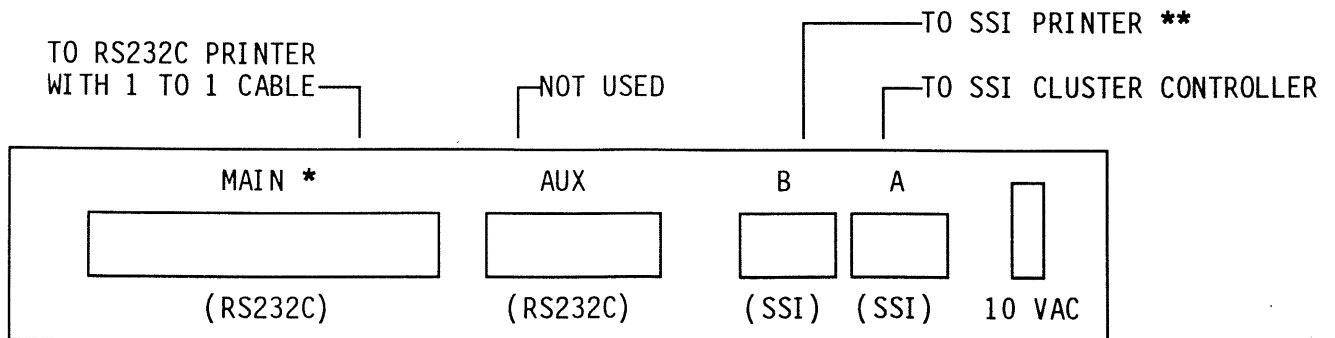 TO SSI PRINTER **
TO RS232C PRINTER
WITH 1 TO 1 CABLE
NOT USED
TO SSI CLUSTER CONTROLLER
MAIN *
AUX
B
A
(RS232C)
(RS232C)
(SSI)
(SSI)
10 VAC